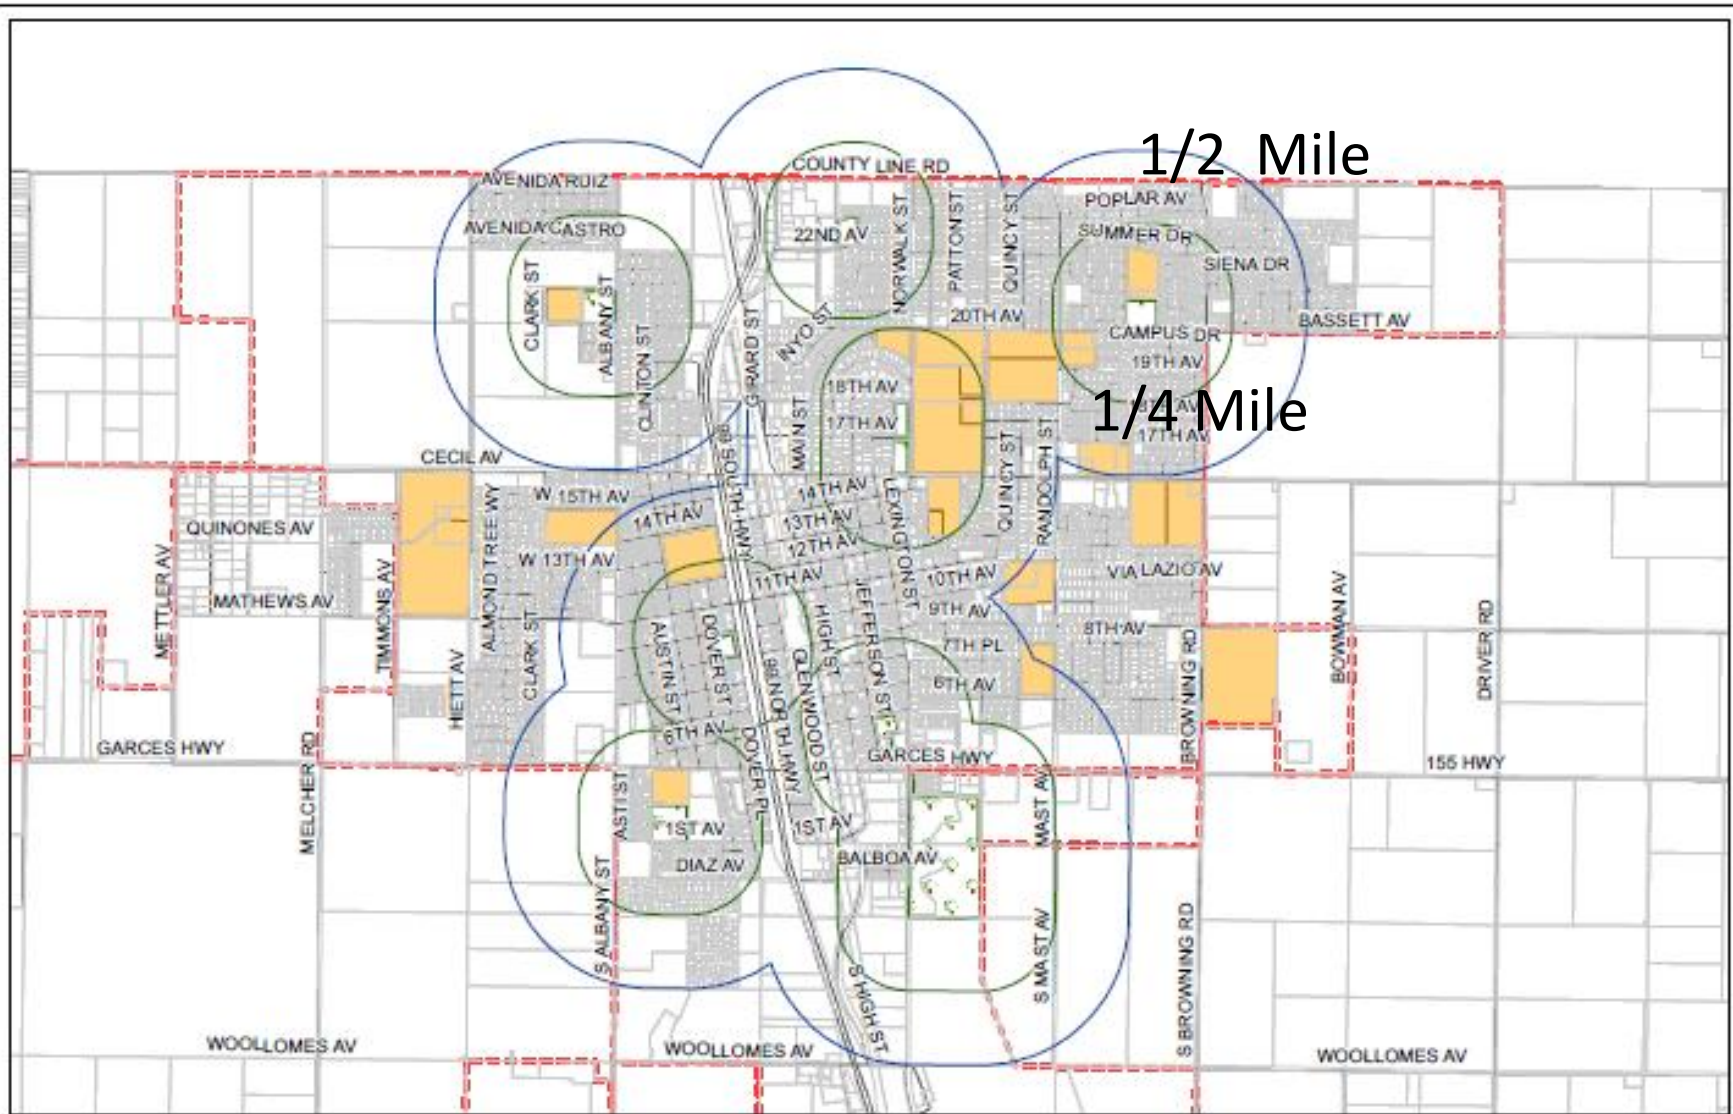 1/2 Mile
COUNTY LINE RD
AVENIDA RUIZ
POPLAR AV
AVENIDA CASTRO
22ND AV
NORWALK ST
PATTON ST
QUINCY ST
SUMMER DR
SIENA DR
CLARK ST
ALBANY ST
CLINTON ST
GIRARD ST
INYO ST
20TH AV
CAMPUS DR
BASSETT AV
19TH AV
18TH AV
1/4 Mile
18TH AV
17TH AV
17TH AV
MAIN ST
CECIL AV
99 SOUTH HWY
QUINCY ST
RANDOLPH ST
W 15TH AV
14TH AV
14TH AV
13TH AV
12TH AV
LEXINGTON ST
QUINONES AV
ALMOND TREE WY
W 13TH AV
11TH AV
10TH AV
VIA LAZIO AV
METTLER AV
MATHEWS AV
TIMMONS AV
CLARK ST
AUSTIN ST
DOVER ST
HIGH ST
JEFFERSON ST
9TH AV
8TH AV
7TH PL
6TH AV
BROWNING RD
BOWMAN AV
DRIVER RD
HIETT AV
99 NORTH HWY
GLENWOOD ST
6TH AV
DOVER PL
GARCES HWY
MELCHER RD
GARCES HWY
155 HWY
ASTI ST
1ST AV
1ST AV
MAST AV
DIAZ AV
BALBOA AV
S ALBANY ST
S HIGH ST
S MAST AV
S BROWNING RD
WOOLLOMES AV
WOOLLOMES AV
WOOLLOMES AV